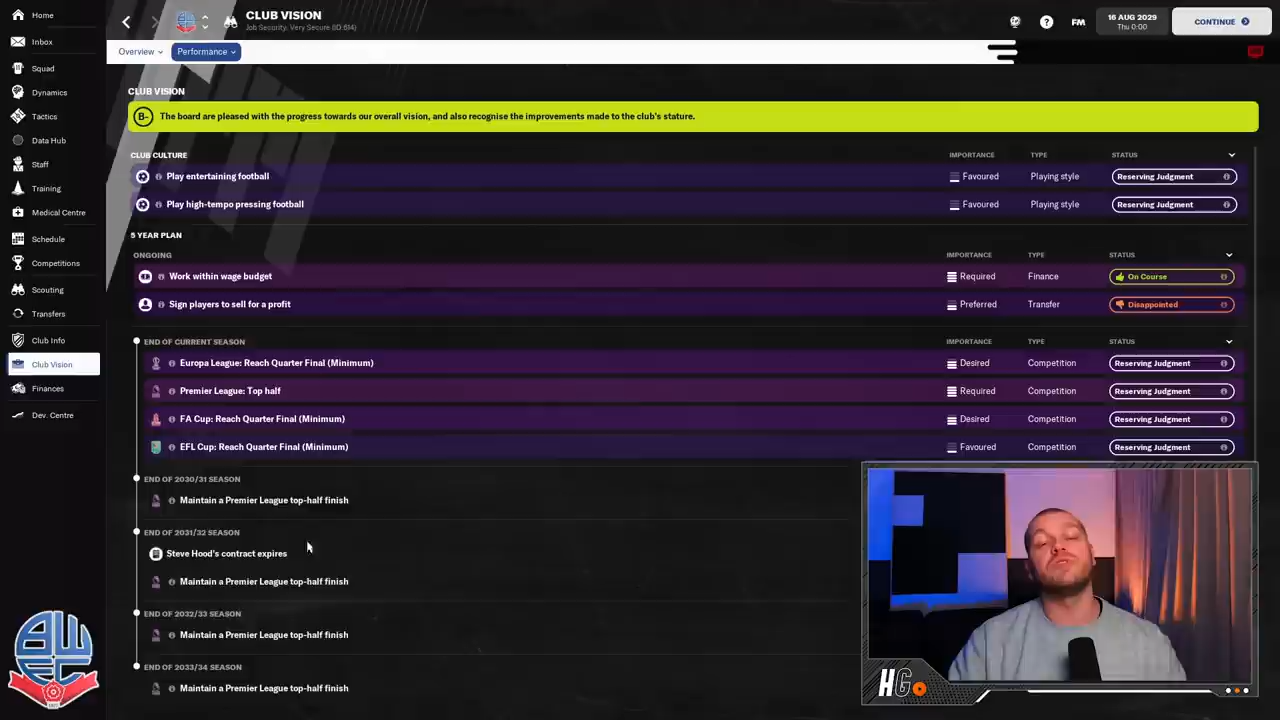 Home
Inbox
Squad
Dynamics
Tactics
Data Hub
Staff
Training
Medical Centre
Schedule
Competitions
Scouting
Transfers
Club Info
Club Vision
Finances
Dev. Centre
CLUB VISION
Job Security: Very Secure (ID:614)
FM
16 AUG 2029
Thu 0:00
CONTINUE
Overview
Performance
CLUB VISION
B- The board are pleased with the progress towards our overall vision, and also recognise the improvements made to the club's stature.
CLUB CULTURE IMPORTANCE TYPE STATUS
Play entertaining football Favoured Playing style Reserving Judgment
Play high-tempo pressing football Favoured Playing style Reserving Judgment
5 YEAR PLAN
ONGOING IMPORTANCE TYPE STATUS
Work within wage budget Required Finance On Course
Sign players to sell for a profit Preferred Transfer Disappointed
END OF CURRENT SEASON IMPORTANCE TYPE STATUS
Europa League: Reach Quarter Final (Minimum) Desired Competition Reserving Judgment
Premier League: Top half Required Competition Reserving Judgment
FA Cup: Reach Quarter Final (Minimum) Desired Competition Reserving Judgment
EFL Cup: Reach Quarter Final (Minimum) Favoured Competition Reserving Judgment
END OF 2030/31 SEASON
Maintain a Premier League top-half finish
END OF 2031/32 SEASON
Steve Hood's contract expires
Maintain a Premier League top-half finish
END OF 2032/33 SEASON
Maintain a Premier League top-half finish
END OF 2033/34 SEASON
Maintain a Premier League top-half finish
HG